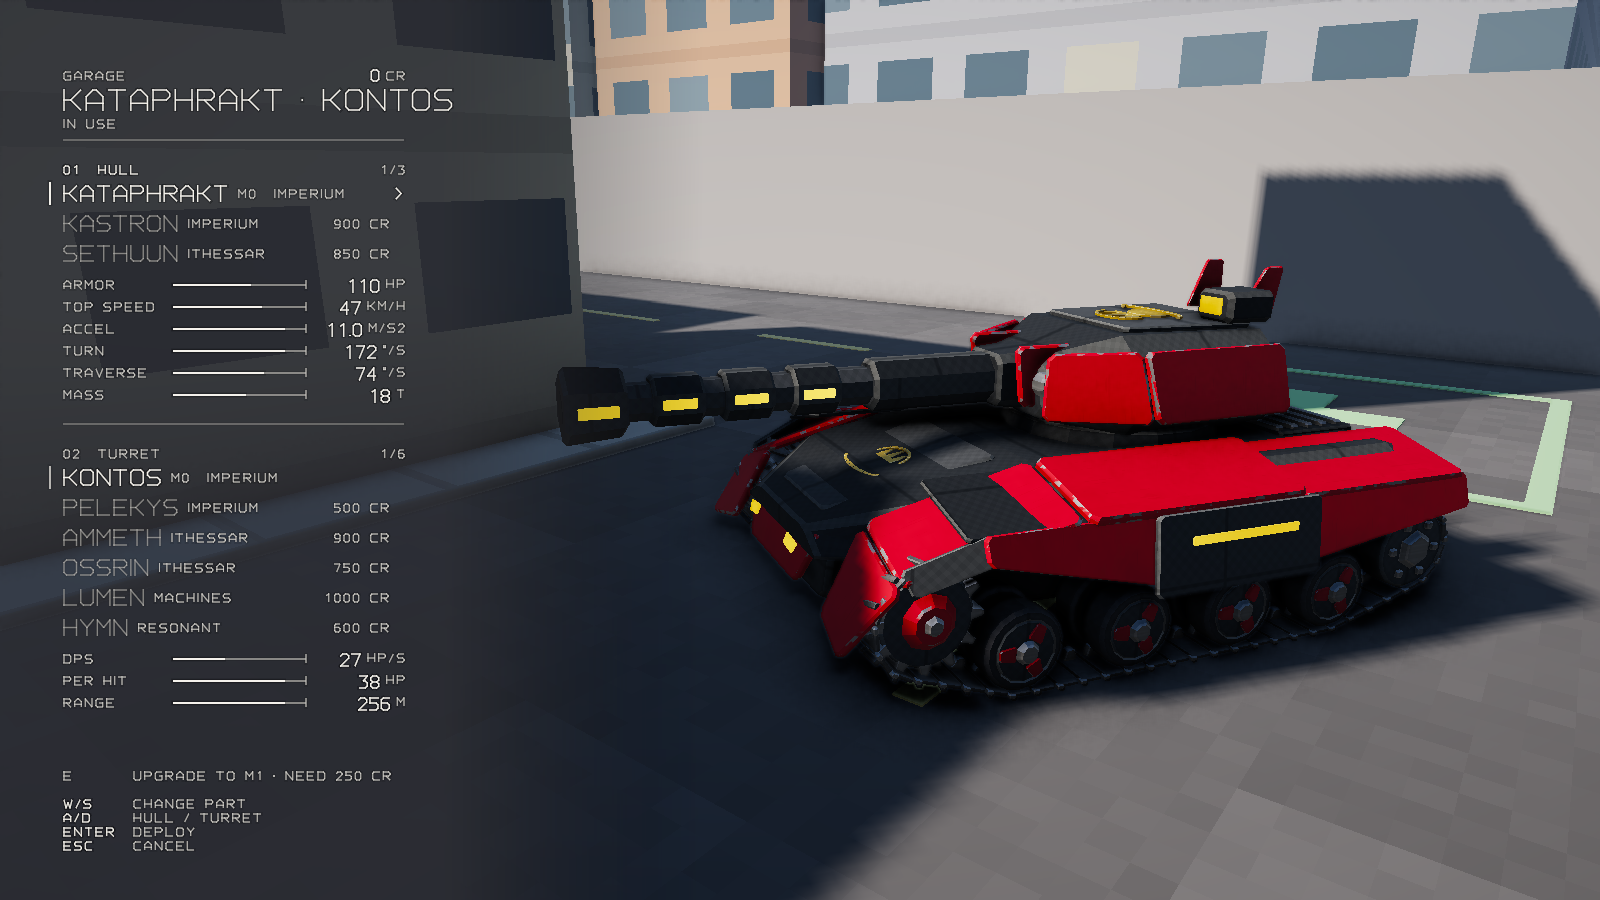 GARAGE 0 CR
KATAPHRAKT · KONTOS
IN USE
01 HULL 1/3
KATAPHRAKT M0 IMPERIUM >
KASTRON IMPERIUM 900 CR
SETHUUN ITHESSAR 850 CR
ARMOR 110 HP
TOP SPEED 47 KM/H
ACCEL 11.0 M/S2
TURN 172 °/S
TRAVERSE 74 °/S
MASS 18 T
02 TURRET 1/6
KONTOS M0 IMPERIUM
PELEKYS IMPERIUM 500 CR
AMMETH ITHESSAR 900 CR
OSSRIN ITHESSAR 750 CR
LUMEN MACHINES 1000 CR
HYMN RESONANT 600 CR
DPS 27 HP/S
PER HIT 38 HP
RANGE 256 M
E UPGRADE TO M1 · NEED 250 CR
W/S CHANGE PART
A/D HULL / TURRET
ENTER DEPLOY
ESC CANCEL